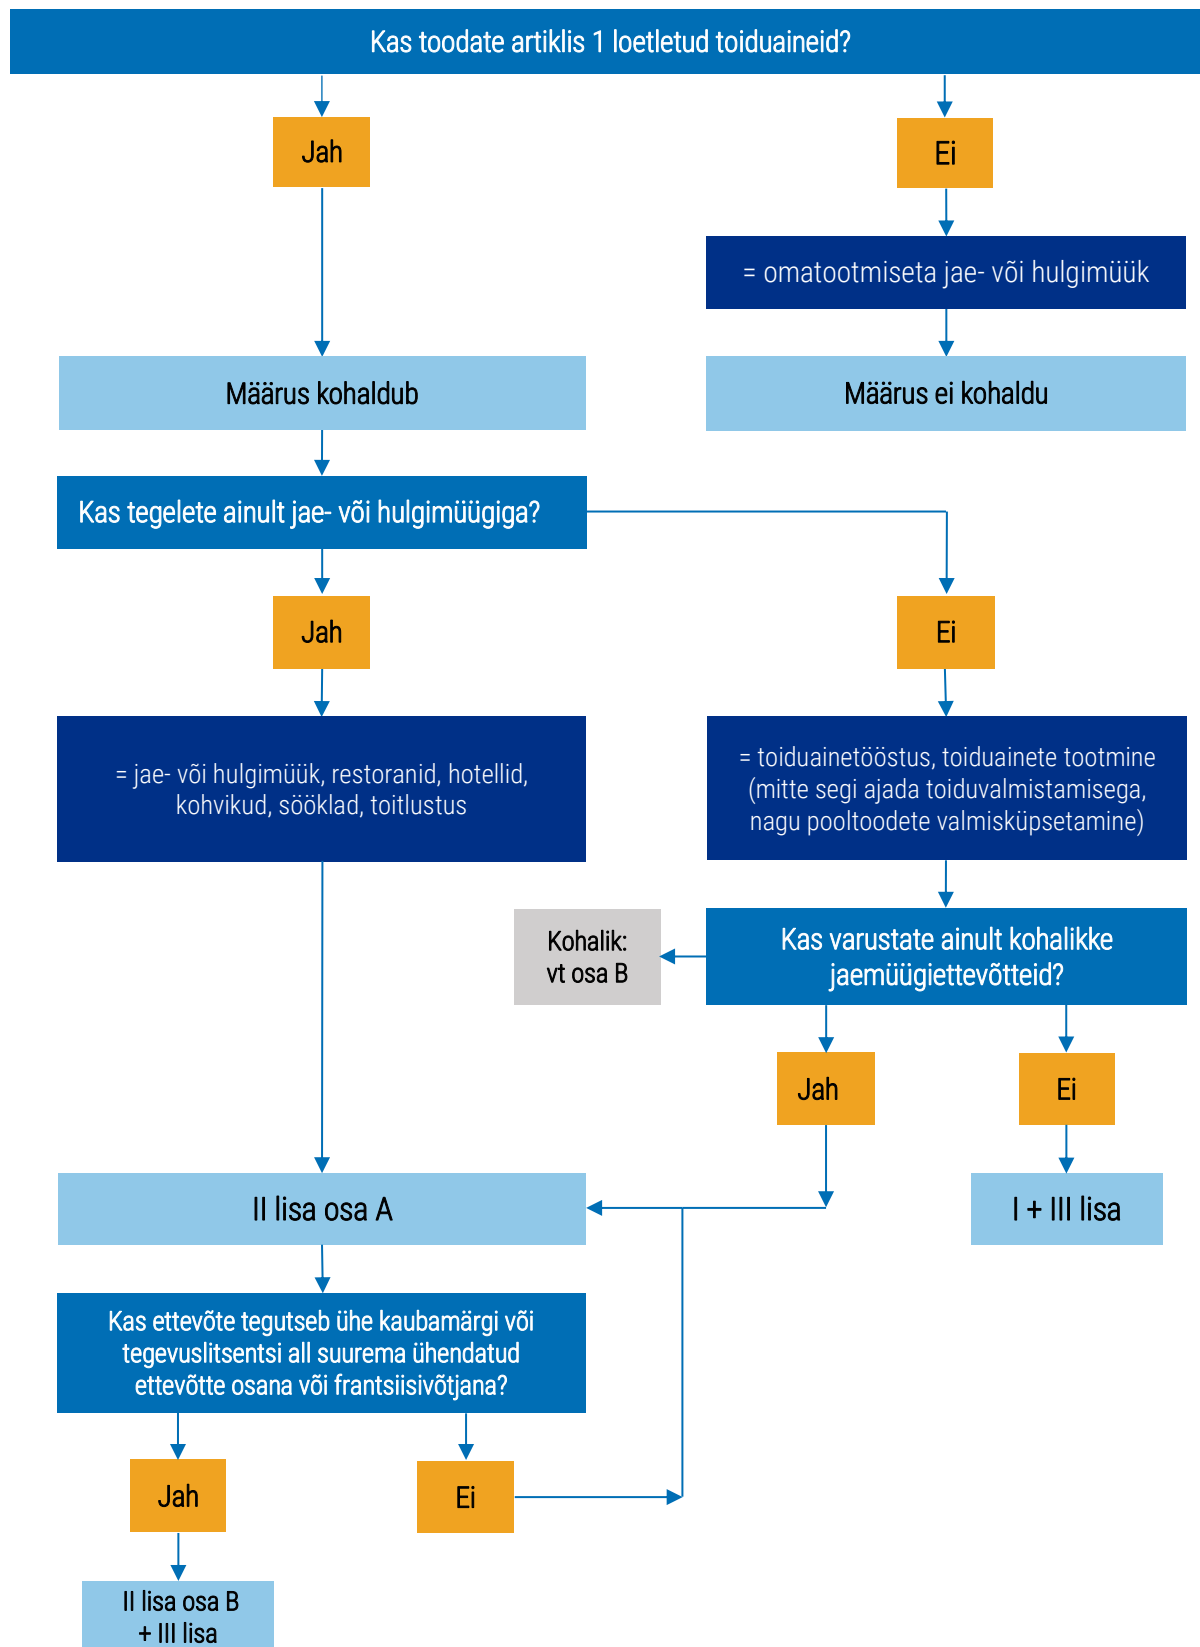 Kas toodate artiklis 1 loetletud toiduaineid?
Jah
Ei
= omatootmiseta jae- või hulgimüük
Määrus kohaldub
Määrus ei kohaldu
Kas tegelete ainult jae- või hulgimüügiga?
Jah
Ei
= jae- või hulgimüük, restoranid, hotellid,
kohvikud, sööklad, toitlustus
= toiduainetööstus, toiduainete tootmine
(mitte segi ajada toiduvalmistamisega,
nagu pooltoodete valmisküpsetamine)
Kohalik:
vt osa B
Kas varustate ainult kohalikke
jaemüügiettevõtteid?
Jah
Ei
II lisa osa A
I + III lisa
Kas ettevõte tegutseb ühe kaubamärgi või
tegevuslitsentsi all suurema ühendatud
ettevõtte osana või frantsiisivõtjana?
Jah
Ei
II lisa osa B
+ III lisa